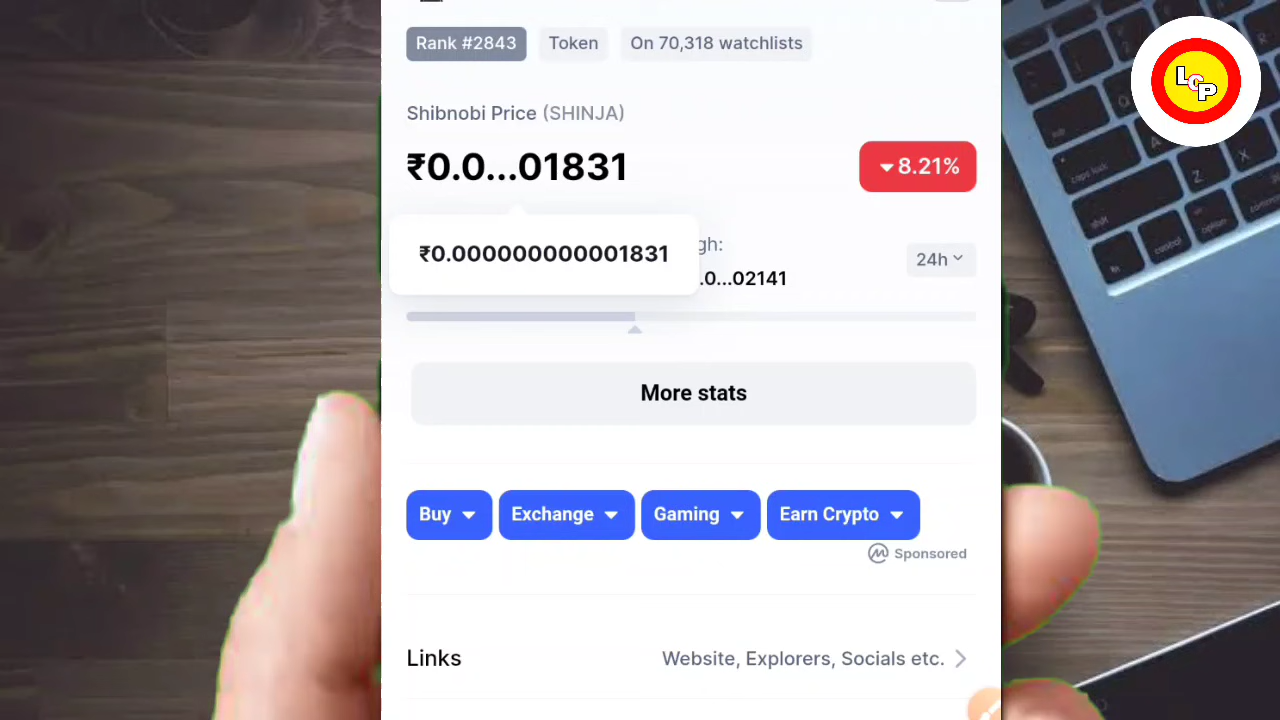 Rank #2843 Token On 70,318 watchlists
LCP
Shibnobi Price (SHINJA)
₹0.0...01831 8.21%
gh:
₹0.000000000001831 24h
.0...02141
More stats
Buy Exchange Gaming Earn Crypto
Sponsored
Links Website, Explorers, Socials etc.